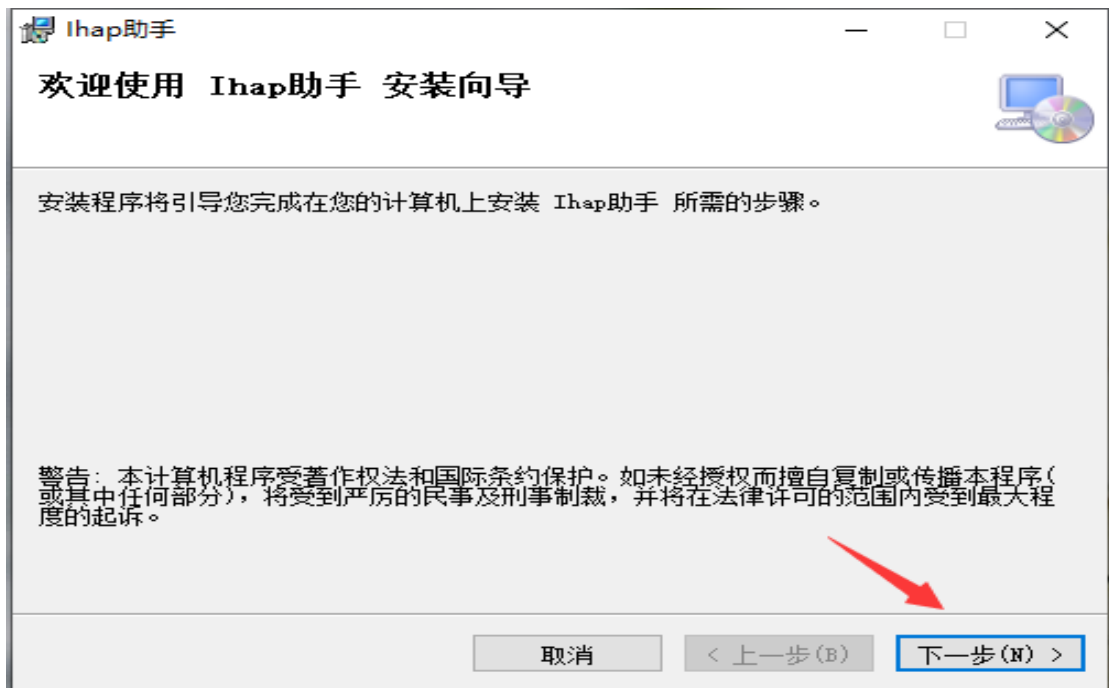 Ihap助手
欢迎使用 Ihap助手 安装向导
安装程序将引导您完成在您的计算机上安装 Ihap助手 所需的步骤。
警告: 本计算机程序受著作权法和国际条约保护。如未经授权而擅自复制或传播本程序(
或其中任何部分),将受到严厉的民事及刑事制裁,并将在法律许可的范围内受到最大程
度的起诉。
取消
< 上一步(B)
下一步(N) >